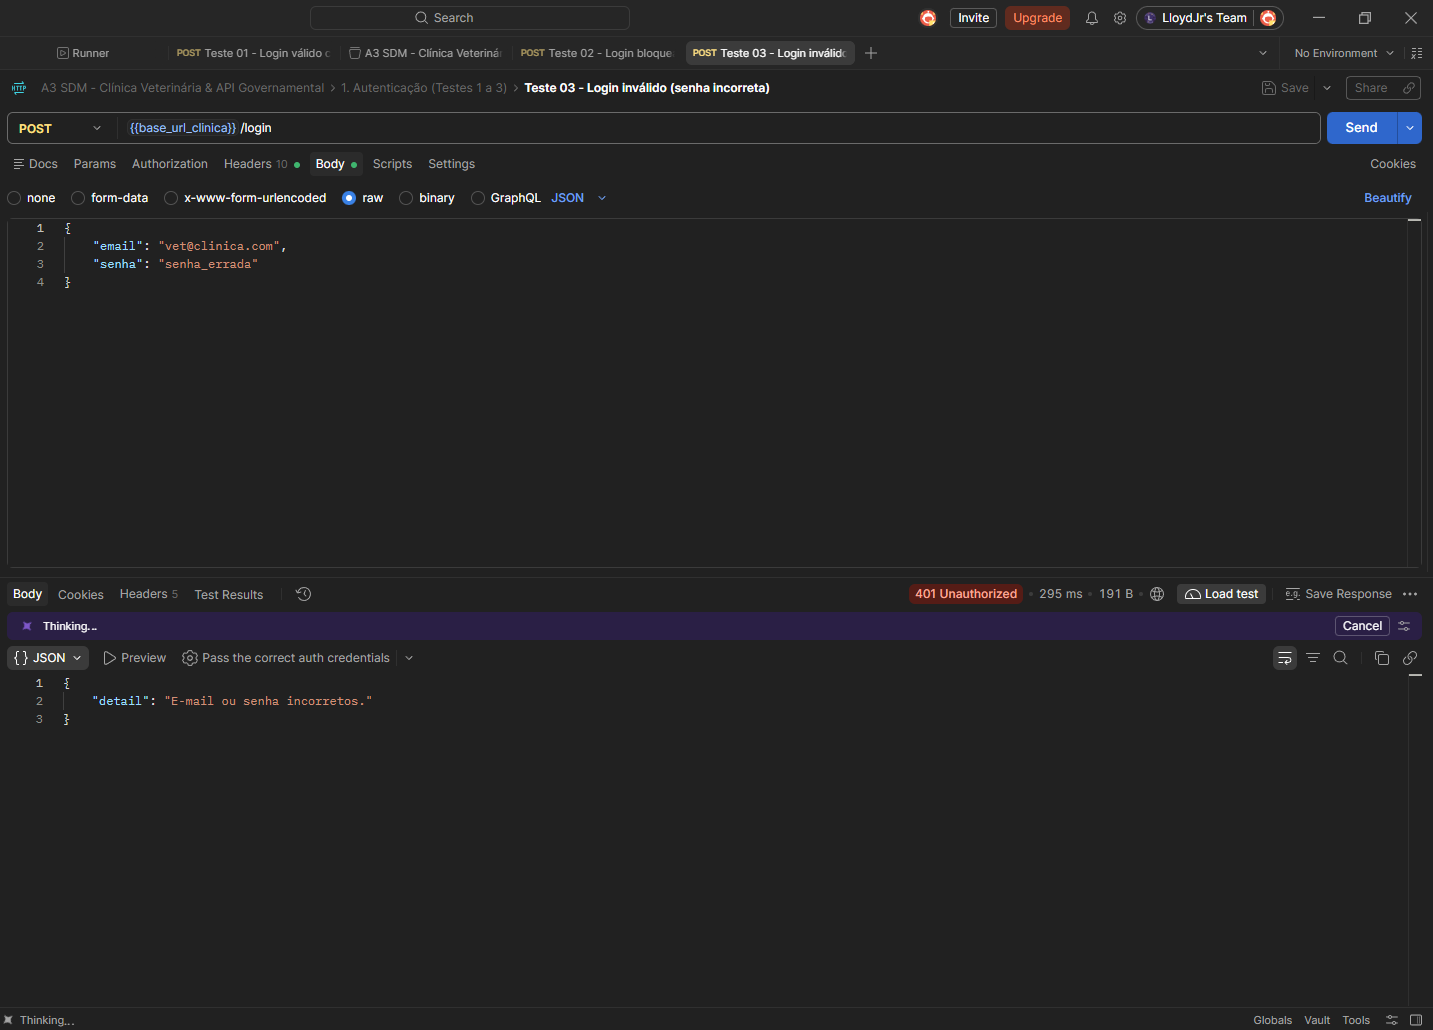 Search
Invite
Upgrade
LloydJr's Team
Runner
POST Teste 01 - Login válido c
A3 SDM - Clínica Veterinár
POST Teste 02 - Login bloque
POST Teste 03 - Login inválido
No Environment
HTTP
A3 SDM - Clínica Veterinária & API Governamental > 1. Autenticação (Testes 1 a 3) > Teste 03 - Login inválido (senha incorreta)
Save
Share
POST
{{base_url_clinica}} /login
Send
Docs
Params
Authorization
Headers 10
Body
Scripts
Settings
Cookies
none
form-data
x-www-form-urlencoded
raw
binary
GraphQL
JSON
Beautify
1 {
2 "email": "vet@clinica.com",
3 "senha": "senha_errada"
4 }
Body
Cookies
Headers 5
Test Results
401 Unauthorized
295 ms
191 B
Load test
e.g. Save Response
Thinking...
Cancel
{} JSON
Preview
Pass the correct auth credentials
1 {
2 "detail": "E-mail ou senha incorretos."
3 }
Thinking...
Globals
Vault
Tools